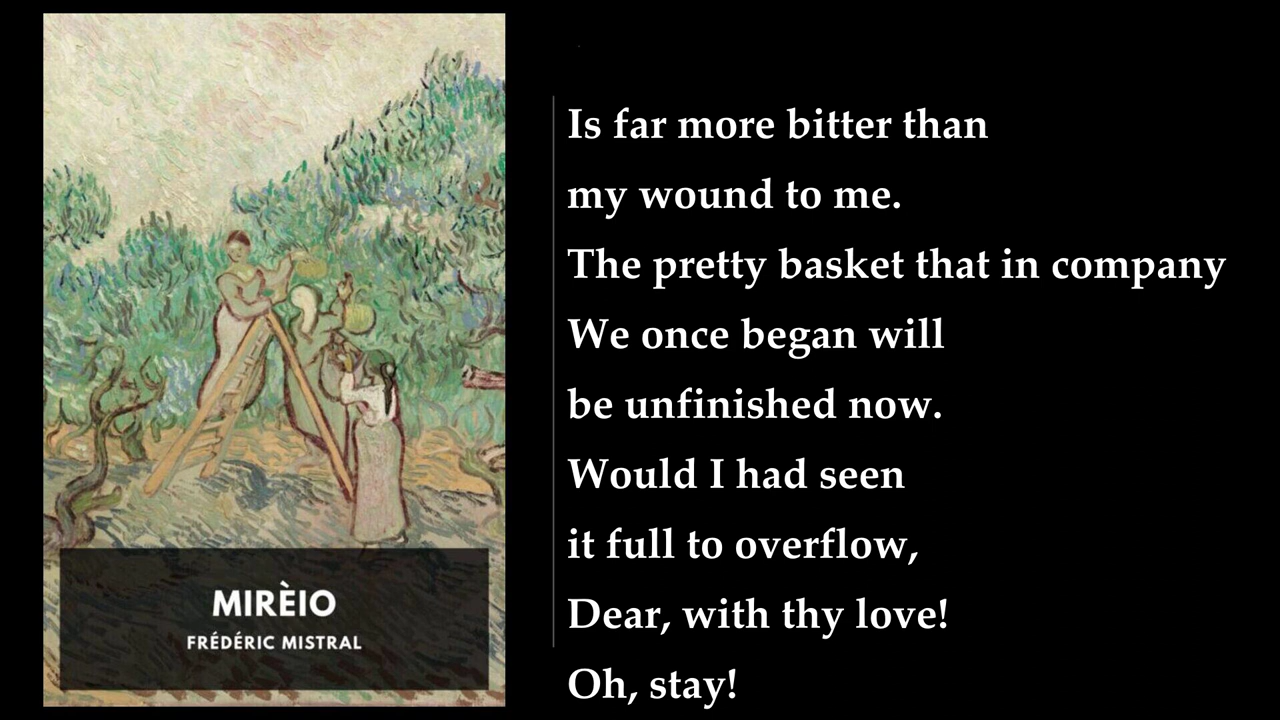 MIRÈIO
FRÉDÉRIC MISTRAL
Is far more bitter than
my wound to me.
The pretty basket that in company
We once began will
be unfinished now.
Would I had seen
it full to overflow,
Dear, with thy love!
Oh, stay!